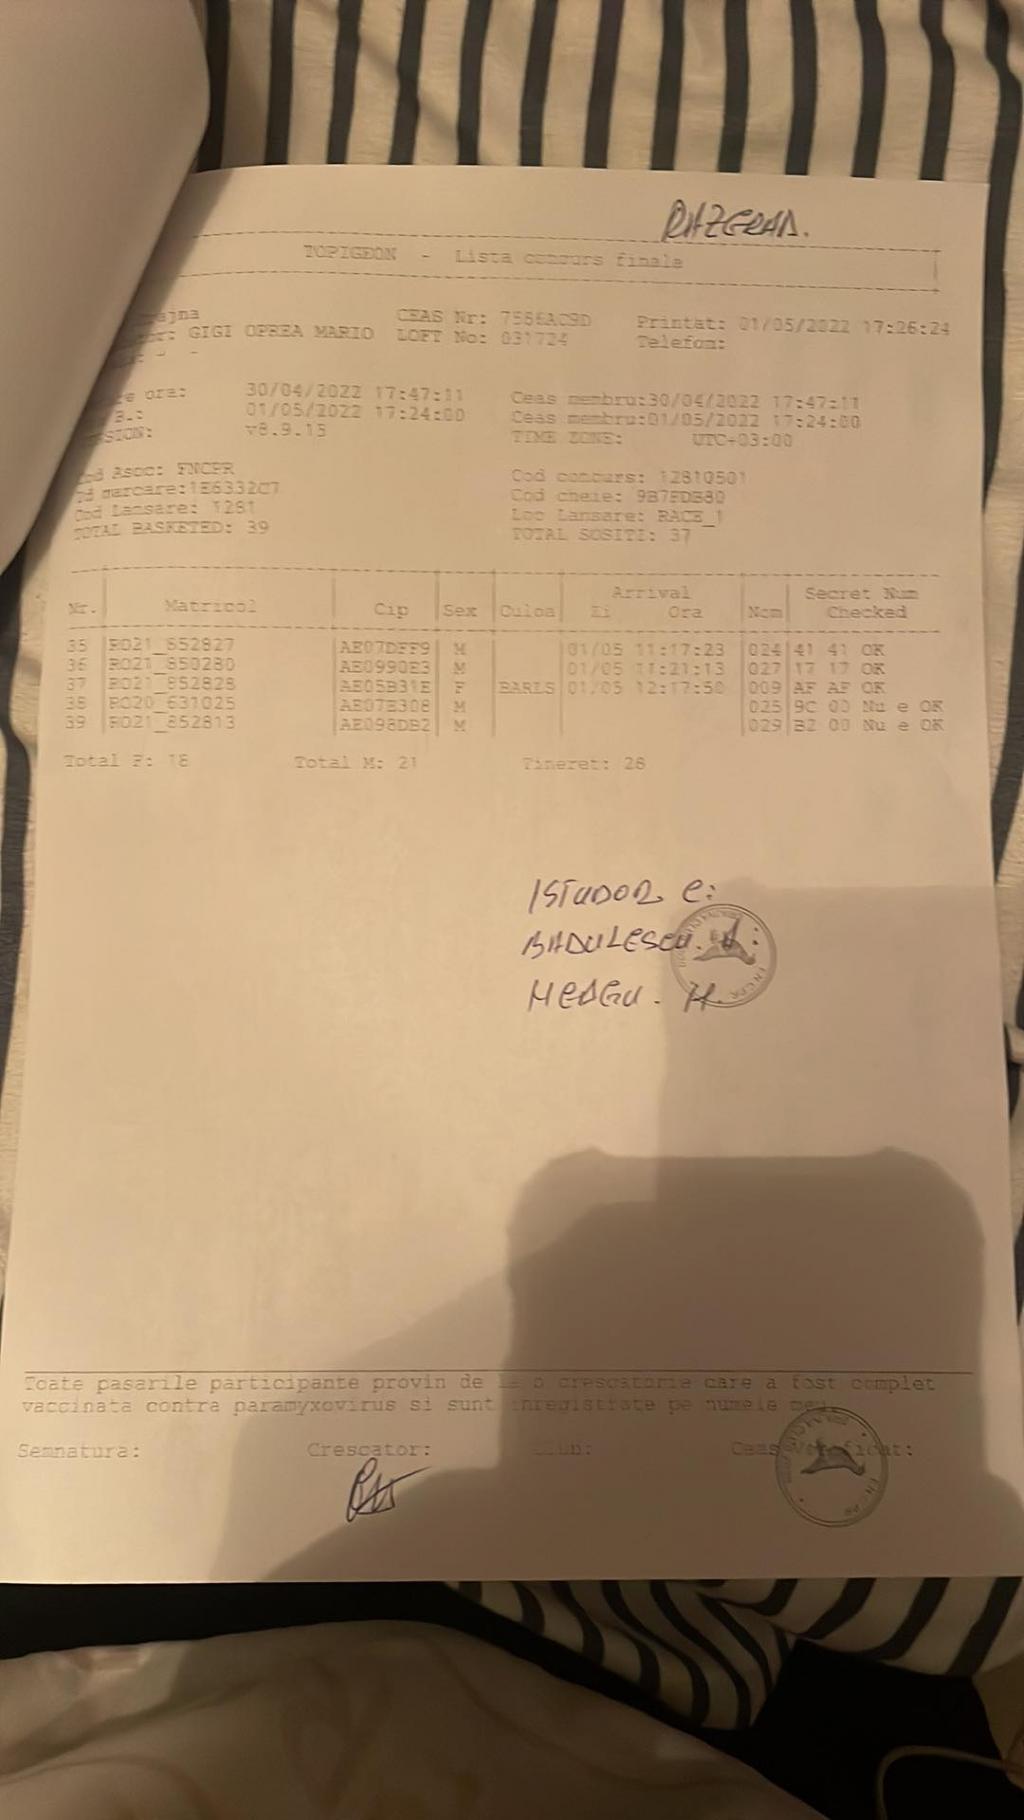 RAZGRAD.
TOPIGEON - Lista concurs finala
CEAS Nr: 7586AC9D Printat: 01/05/2022 17:26:24
GIGI OPREA MARIO LOFT No: 031724 Telefon:
ora: 30/04/2022 17:47:11 Ceas membru:30/04/2022 17:47:11
01/05/2022 17:24:00 Ceas membru:01/05/2022 17:24:00
v8.9.15 TIME ZONE: UTC+03:00
Cod Asoc: FNCPR Cod concurs: 12810501
marcare:1E6332C7 Cod cheie: 9B7FDB80
Cod Lansare: 1281 Loc Lansare: RACE_1
TOTAL BASKETED: 39 TOTAL SOSITI: 37
Arrival Secret Num
Nr. Matricol Cip Sex Culoa Zi Ora Nom Checked
35 RO21_852827 AE07DFF9 M 01/05 11:17:23 024 41 41 OK
36 RO21_850280 AE0990E3 M 01/05 11:21:13 027 17 17 OK
37 RO21_852828 AE05B31E F BARLS 01/05 12:17:50 009 AF AF OK
38 RO20_631025 AE07E308 M 025 9C 00 Nu e OK
39 RO21_852813 AE098DB2 M 029 B2 00 Nu e OK
Total F: 18 Total M: 21 Tineret: 26
ISTUDOR C:
BADULESCU.
NEAGU. M.
Toate pasarile participante provin de la o crescatorie care a fost complet
vaccinata contra paramyxovirus si sunt inregistrate pe numele meu.
Semnatura: Crescator: Ceas Verificat: